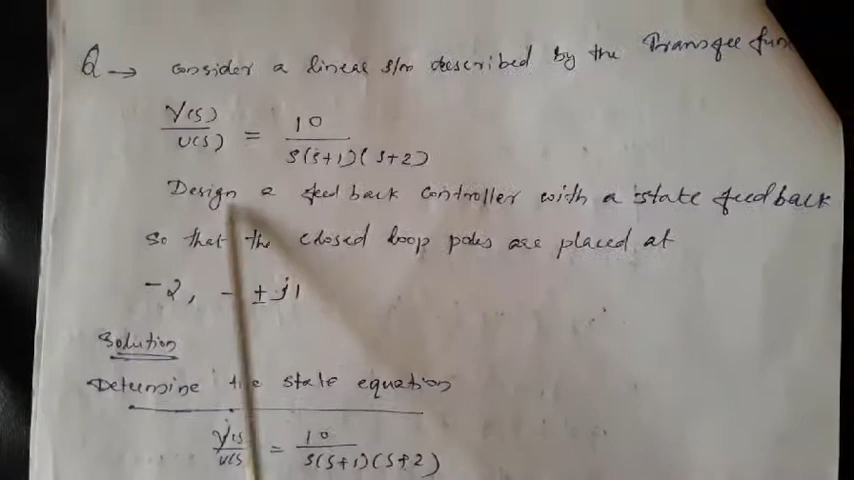 Q → consider a linear s/m described by the Transfer fun
Y(s)/U(s) = 10/s(s+1)(s+2)
Design a feed back controller with a state feedback
so that the closed loop poles are placed at
-2, - ± j1
Solution
Determine the state equation
Y(s)/U(s) = 10/s(s+1)(s+2)